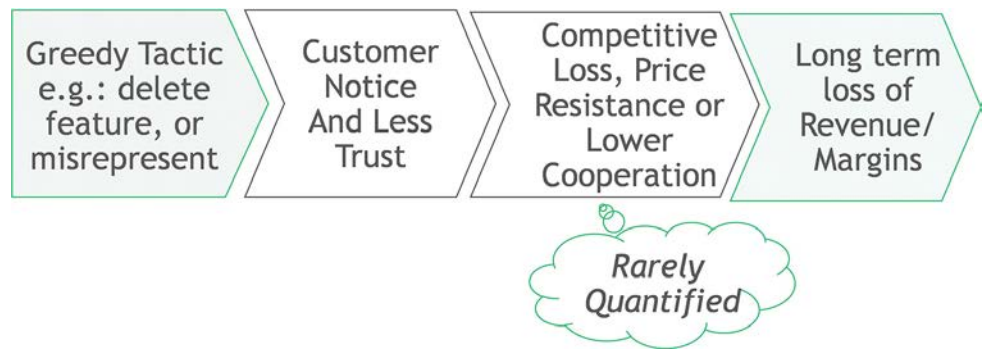 Greedy Tactic
e.g.: delete
feature, or
misrepresent
Customer
Notice
And Less
Trust
Competitive
Loss, Price
Resistance or
Lower
Cooperation
Long term
loss of
Revenue/
Margins
Rarely
Quantified